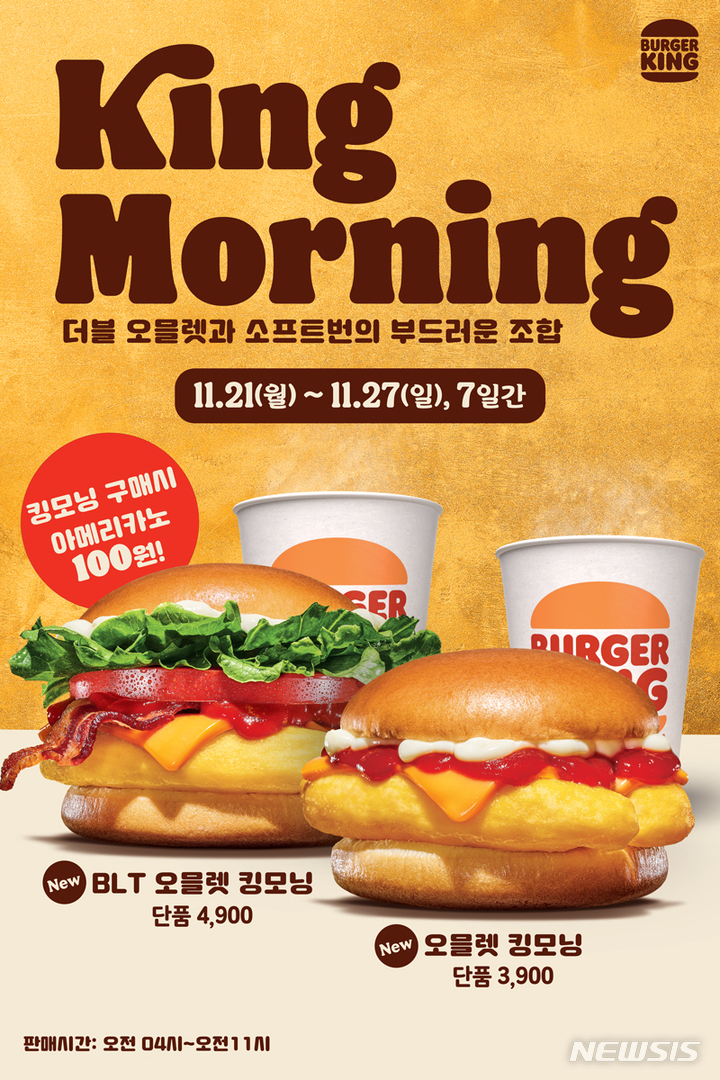 BURGER
KING
King
Morning
더블 오믈렛과 소프트번의 부드러운 조합
11.21(월) ~ 11.27(일), 7일간
킹모닝 구매시
아메리카노
100원!
BURGER
KING
New BLT 오믈렛 킹모닝
단품 4,900
New 오믈렛 킹모닝
단품 3,900
판매시간: 오전 04시~오전11시
NEWSIS